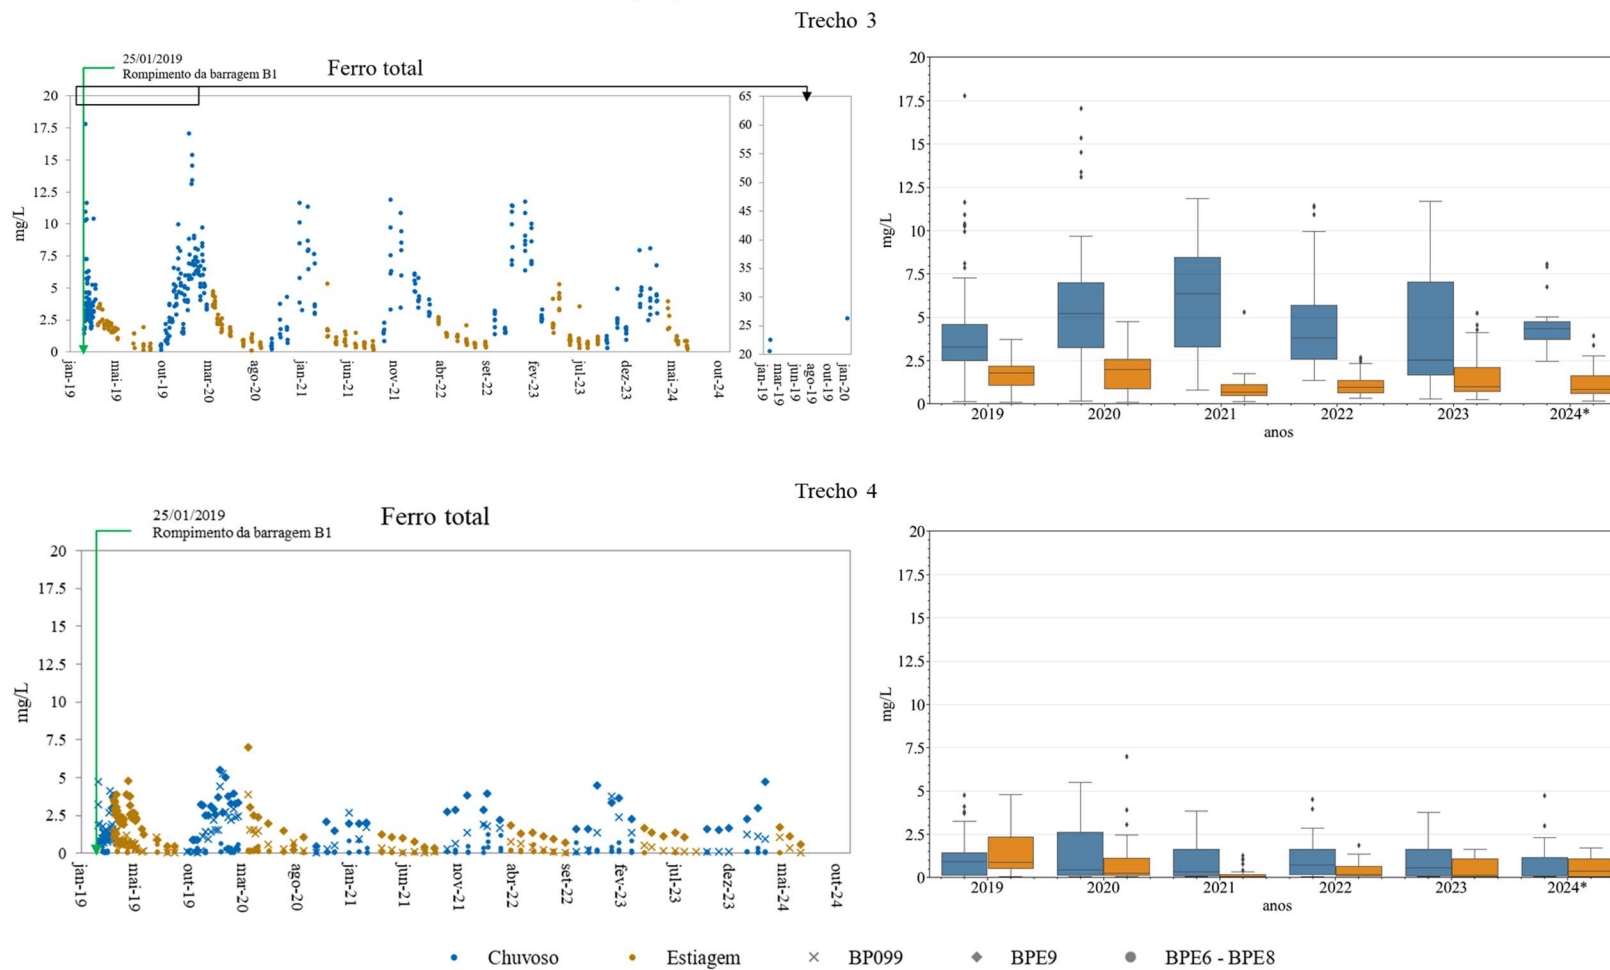 Trecho 3
25/01/2019
Rompimento da barragem B1
Ferro total
20
17.5
15
12.5
10
7.5
5
2.5
0
mg/L
jan-19
mai-19
out-19
mar-20
ago-20
jan-21
jun-21
nov-21
abr-22
set-22
fev-23
jul-23
dez-23
mai-24
out-24
65
60
55
50
45
40
35
30
25
20
jan-19
mar-19
jun-19
ago-19
out-19
jan-20
20
17.5
15
12.5
10
7.5
5
2.5
0
mg/L
2019 2020 2021 2022 2023 2024*
anos
Trecho 4
25/01/2019
Rompimento da barragem B1
Ferro total
20
17.5
15
12.5
10
7.5
5
2.5
0
mg/L
jan-19
mai-19
out-19
mar-20
ago-20
jan-21
jun-21
nov-21
abr-22
set-22
fev-23
jul-23
dez-23
mai-24
out-24
20
17.5
15
12.5
10
7.5
5
2.5
0
mg/L
2019 2020 2021 2022 2023 2024*
anos
Chuvoso Estiagem BP099 BPE9 BPE6 - BPE8